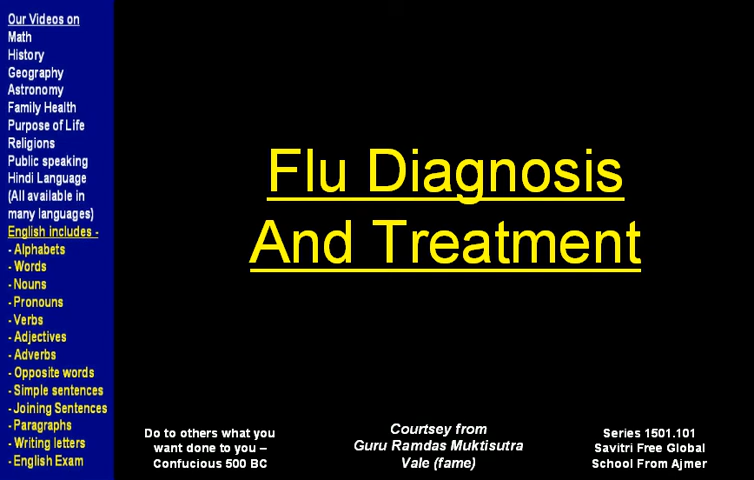 Our Videos on
Math
History
Geography
Astronomy
Family Health
Purpose of Life
Religions
Public speaking
Hindi Language
(All available in
many languages)
English includes -
- Alphabets
- Words
- Nouns
- Pronouns
- Verbs
- Adjectives
- Adverbs
- Opposite words
- Simple sentences
- Joining Sentences
- Paragraphs
- Writing letters
- English Exam
Flu Diagnosis
And Treatment
Do to others what you
want done to you –
Confucious 500 BC
Courtsey from
Guru Ramdas Muktisutra
Vale (fame)
Series 1501.101
Savitri Free Global
School From Ajmer